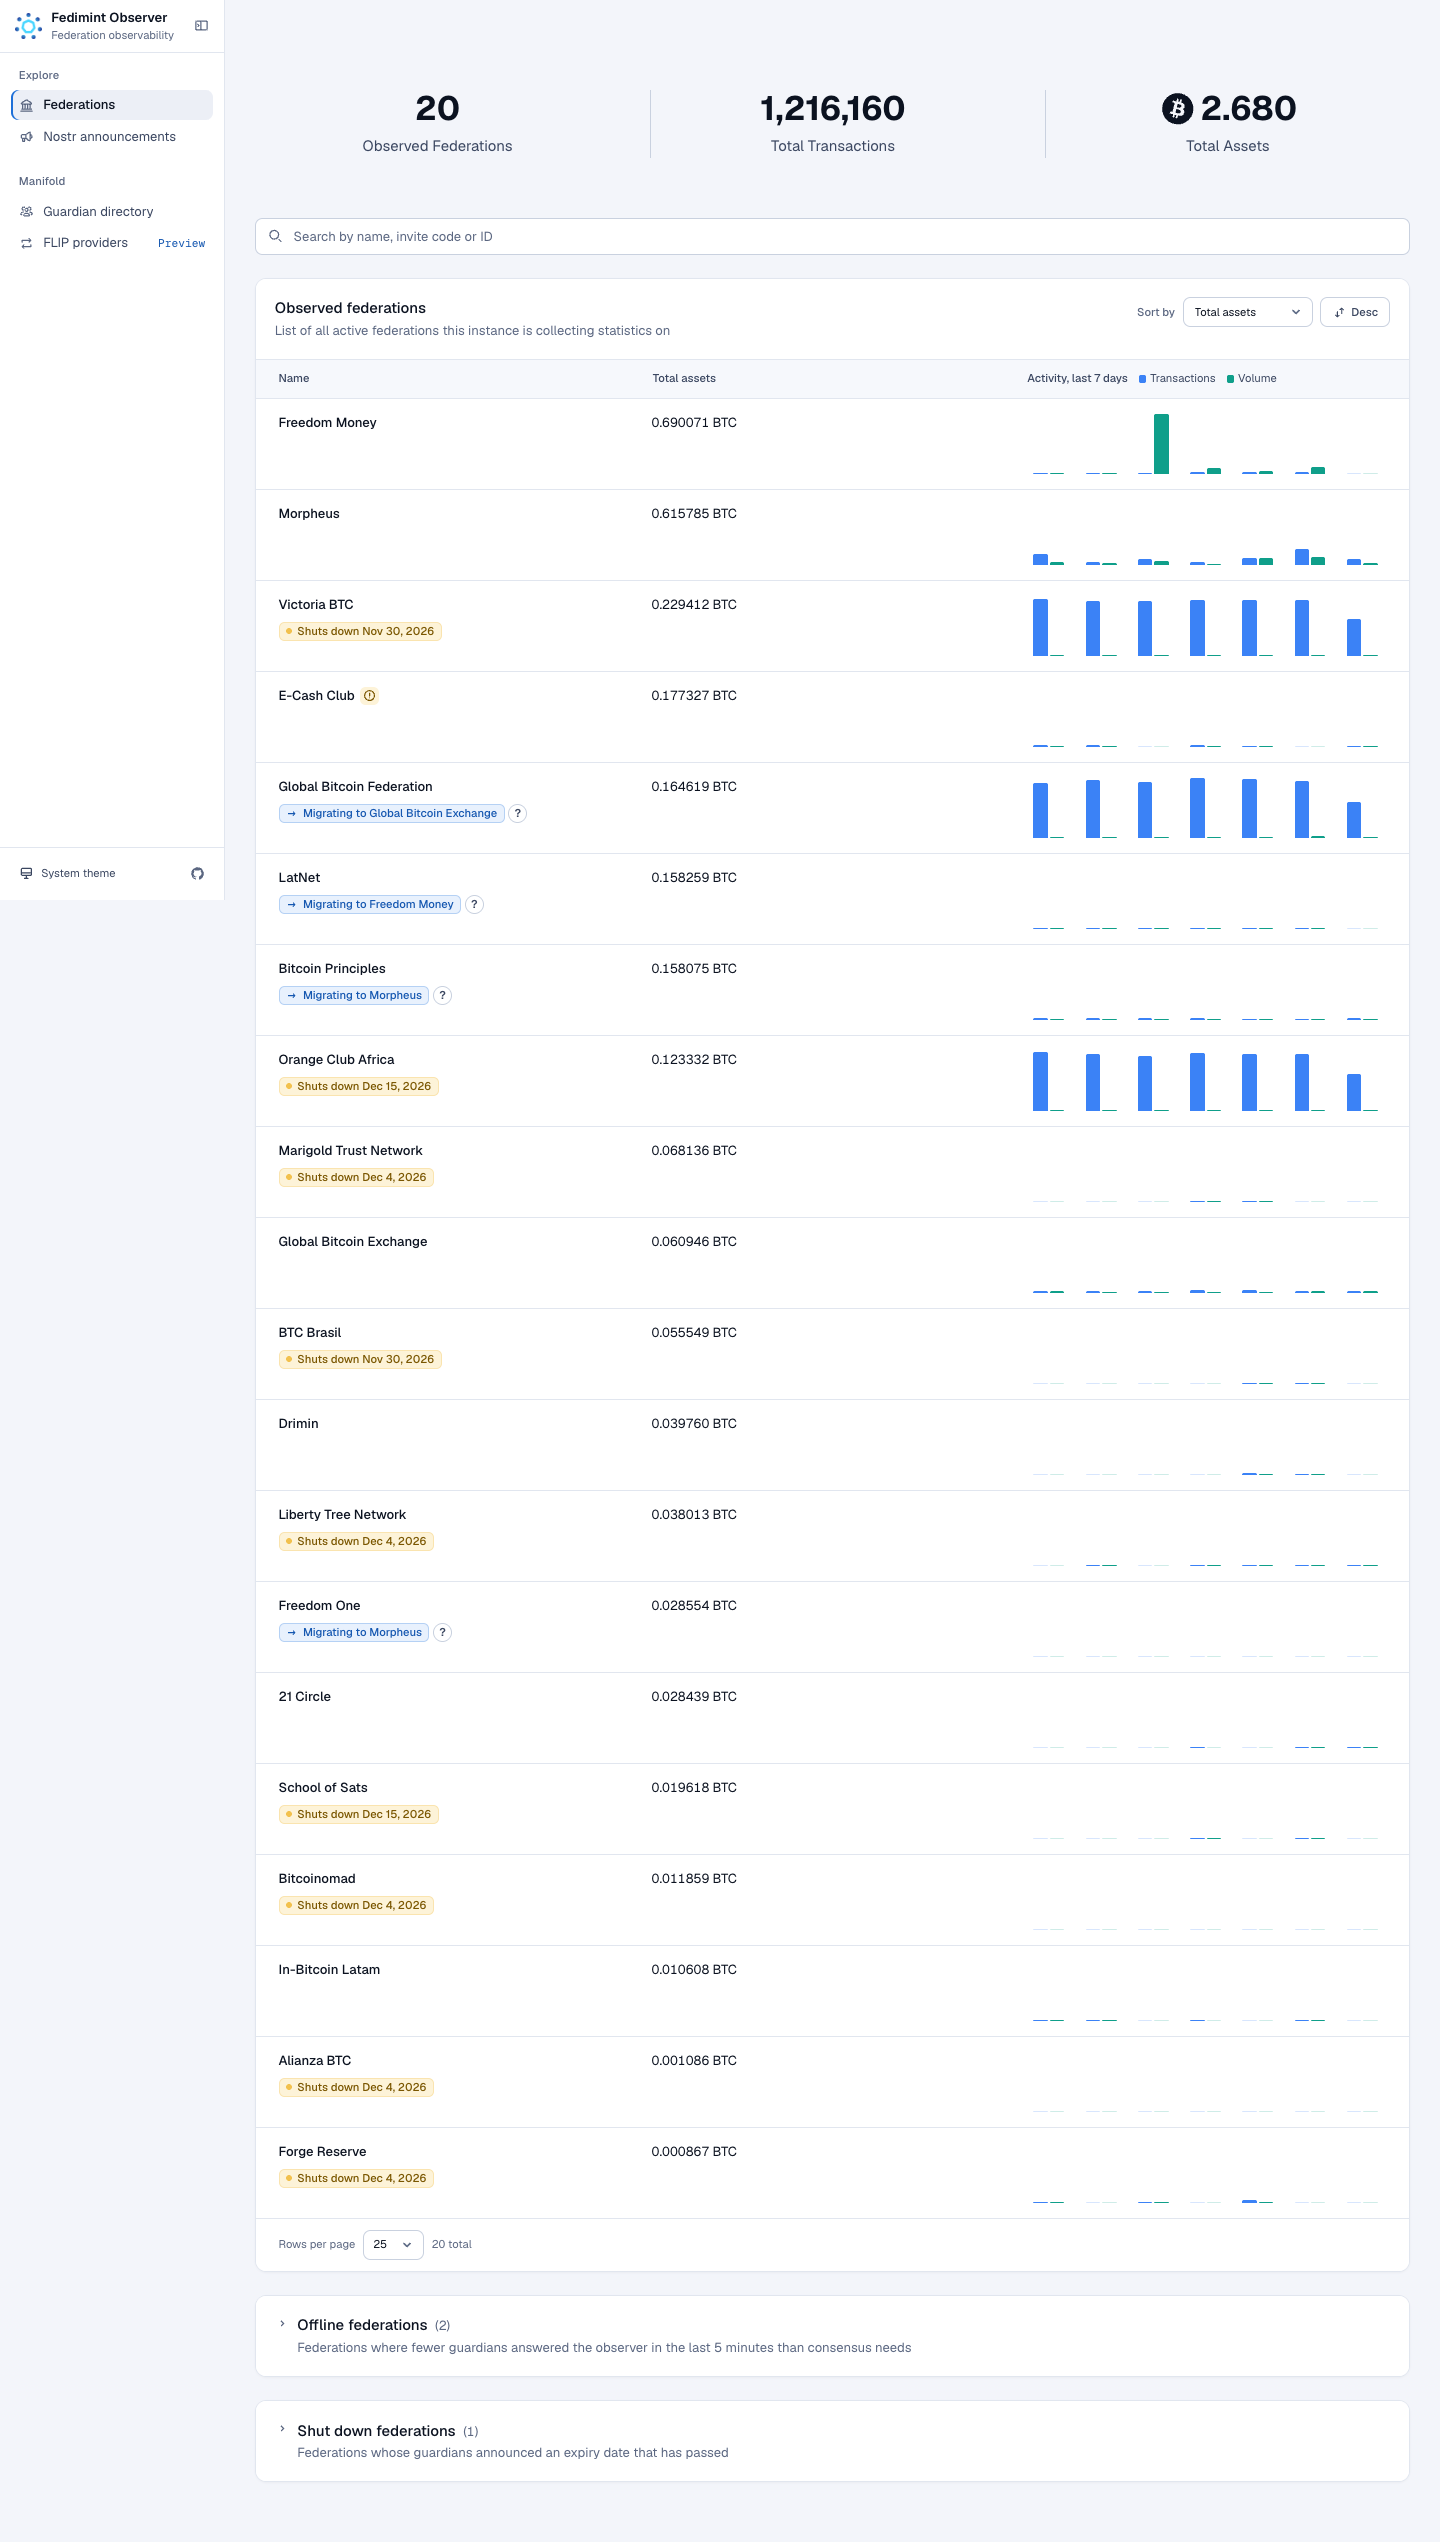 Fedimint Observer
Federation observability
Explore
Federations
Nostr announcements
Manifold
Guardian directory
FLIP providers Preview
System theme
20
Observed Federations
1,216,160
Total Transactions
2.680
Total Assets
Search by name, invite code or ID
Observed federations
List of all active federations this instance is collecting statistics on
Sort by Total assets Desc
Name Total assets Activity, last 7 days Transactions Volume
Freedom Money 0.690071 BTC
Morpheus 0.615785 BTC
Victoria BTC 0.229412 BTC
Shuts down Nov 30, 2026
E-Cash Club 0.177327 BTC
Global Bitcoin Federation 0.164619 BTC
→ Migrating to Global Bitcoin Exchange ?
LatNet 0.158259 BTC
→ Migrating to Freedom Money ?
Bitcoin Principles 0.158075 BTC
→ Migrating to Morpheus ?
Orange Club Africa 0.123332 BTC
Shuts down Dec 15, 2026
Marigold Trust Network 0.068136 BTC
Shuts down Dec 4, 2026
Global Bitcoin Exchange 0.060946 BTC
BTC Brasil 0.055549 BTC
Shuts down Nov 30, 2026
Drimin 0.039760 BTC
Liberty Tree Network 0.038013 BTC
Shuts down Dec 4, 2026
Freedom One 0.028554 BTC
→ Migrating to Morpheus ?
21 Circle 0.028439 BTC
School of Sats 0.019618 BTC
Shuts down Dec 15, 2026
Bitcoinomad 0.011859 BTC
Shuts down Dec 4, 2026
In-Bitcoin Latam 0.010608 BTC
Alianza BTC 0.001086 BTC
Shuts down Dec 4, 2026
Forge Reserve 0.000867 BTC
Shuts down Dec 4, 2026
Rows per page 25 20 total
Offline federations (2)
Federations where fewer guardians answered the observer in the last 5 minutes than consensus needs
Shut down federations (1)
Federations whose guardians announced an expiry date that has passed